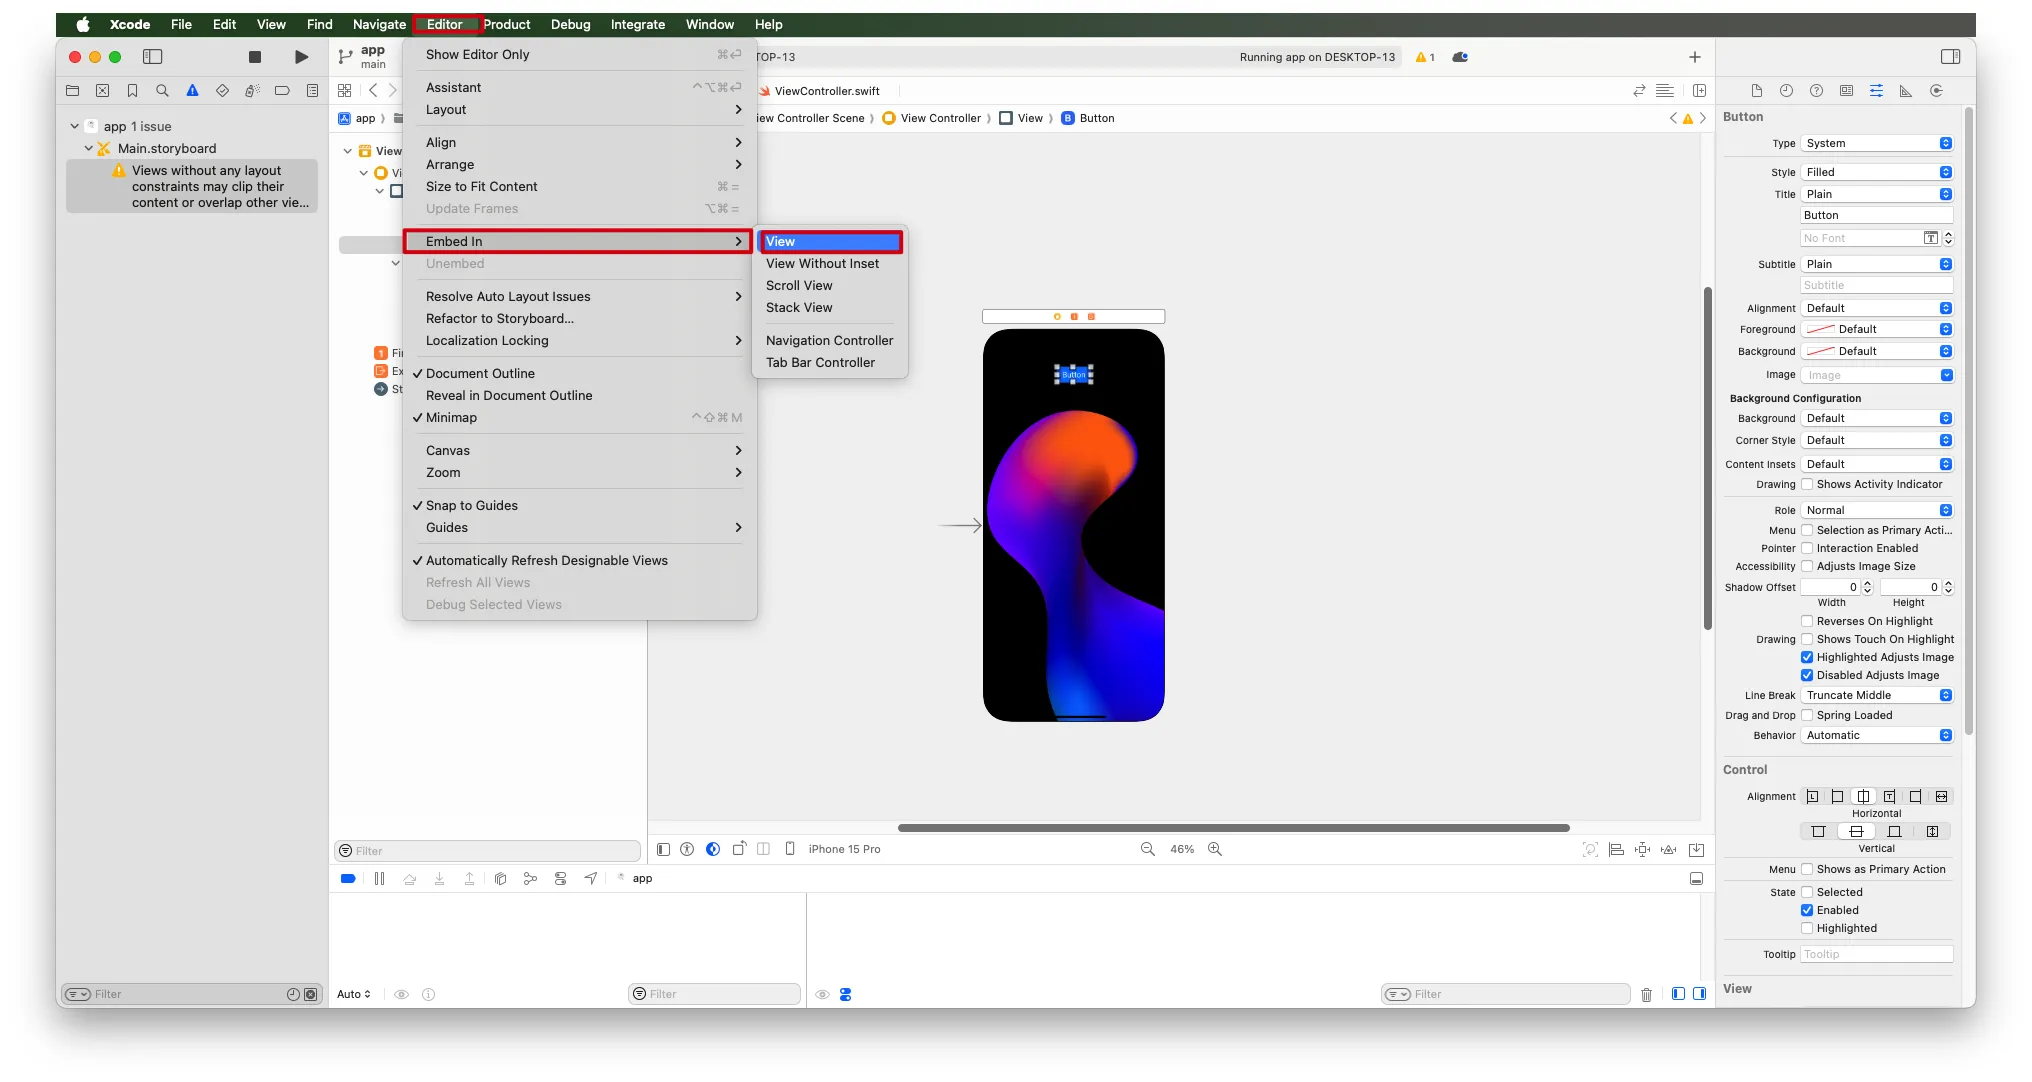 Xcode File Edit View Find Navigate Editor Product Debug Integrate Window Help
app
main
TOP-13
Running app on DESKTOP-13
1
ViewController.swift
app
iew Controller Scene
View Controller
View
Button
app 1 issue
Main.storyboard
Views without any layout
constraints may clip their
content or overlap other vie...
View
Vi
Fi
Ex
St
Show Editor Only
Assistant
Layout
Align
Arrange
Size to Fit Content
Update Frames
Embed In
Unembed
Resolve Auto Layout Issues
Refactor to Storyboard...
Localization Locking
Document Outline
Reveal in Document Outline
Minimap ^⇧⌘M
Canvas
Zoom
Snap to Guides
Guides
Automatically Refresh Designable Views
Refresh All Views
Debug Selected Views
View
View Without Inset
Scroll View
Stack View
Navigation Controller
Tab Bar Controller
Button
Filter
iPhone 15 Pro
46%
app
Auto
Filter
Filter
Filter
Button
Type System
Style Filled
Title Plain
Button
No Font
Subtitle Plain
Subtitle
Alignment Default
Foreground Default
Background Default
Image Image
Background Configuration
Background Default
Corner Style Default
Content Insets Default
Drawing Shows Activity Indicator
Role Normal
Menu Selection as Primary Acti...
Pointer Interaction Enabled
Accessibility Adjusts Image Size
Shadow Offset 0 0
Width Height
Reverses On Highlight
Drawing Shows Touch On Highlight
Highlighted Adjusts Image
Disabled Adjusts Image
Line Break Truncate Middle
Drag and Drop Spring Loaded
Behavior Automatic
Control
Alignment
Horizontal
Vertical
Menu Shows as Primary Action
State Selected
Enabled
Highlighted
Tooltip Tooltip
View